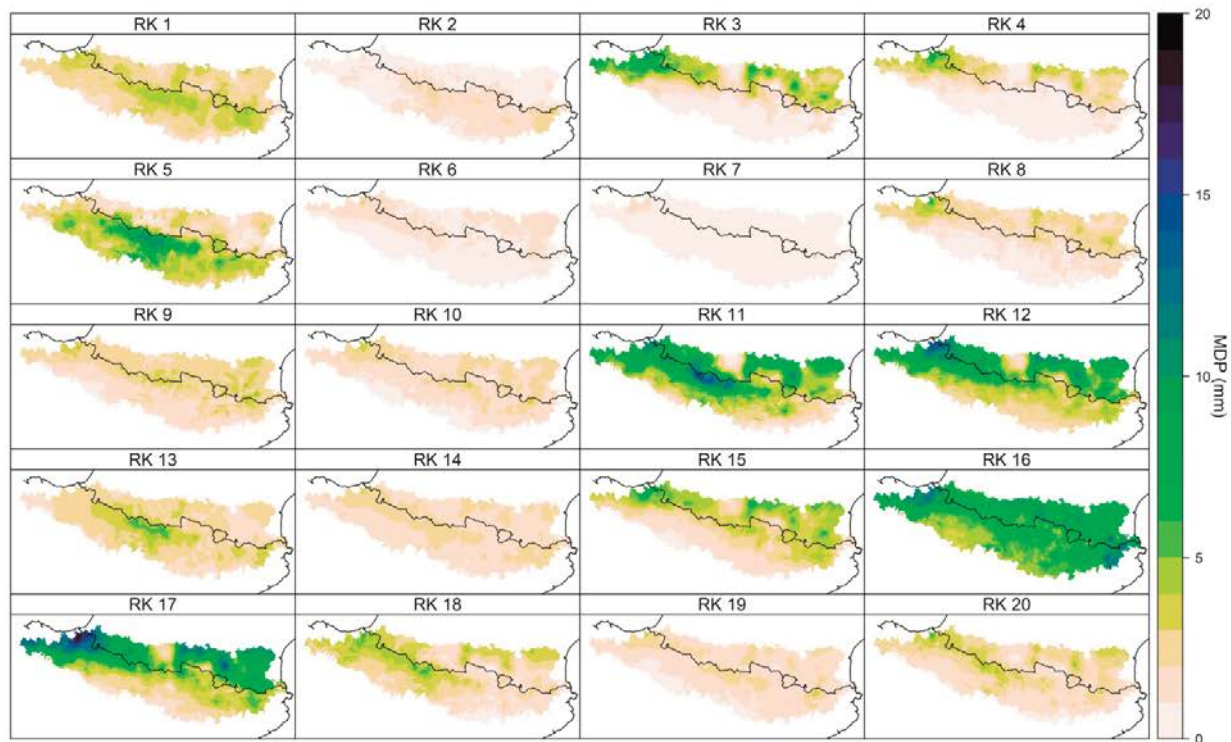 RK 1
RK 2
RK 3
RK 4
RK 5
RK 6
RK 7
RK 8
RK 9
RK 10
RK 11
RK 12
RK 13
RK 14
RK 15
RK 16
RK 17
RK 18
RK 19
RK 20
20
15
10
5
0
MDP (mm)